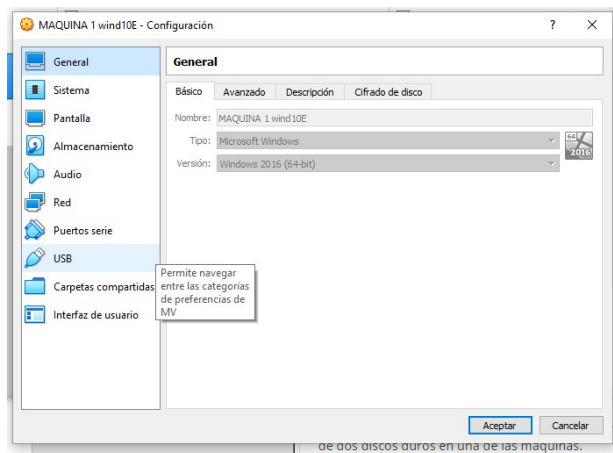 MAQUINA 1 wind10E - Configuración
General
Sistema
Pantalla
Almacenamiento
Audio
Red
Puertos serie
USB
Carpetas compartidas
Interfaz de usuario
Permite navegar
entre las categorías
de preferencias de
MV
General
Básico Avanzado Descripción Cifrado de disco
Nombre: MAQUINA 1 wind10E
Tipo: Microsoft Windows
Versión: Windows 2016 (64-bit)
64
2016
Aceptar Cancelar
de dos discos duros en una de las máquinas.